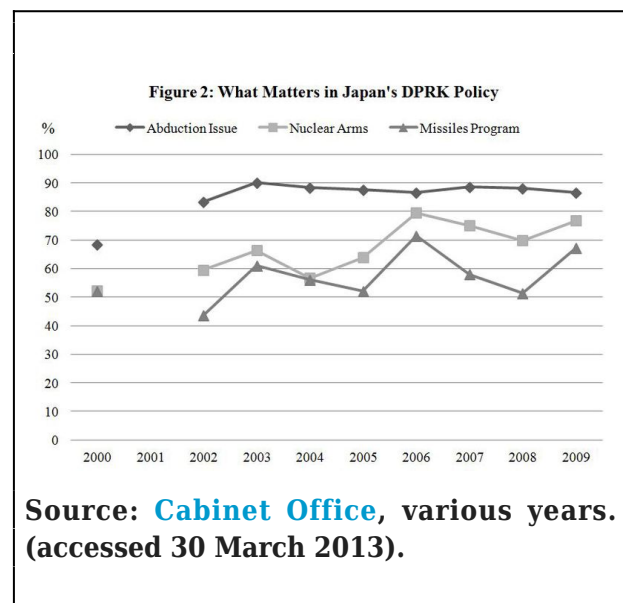 Figure 2: What Matters in Japan's DPRK Policy
% Abduction Issue Nuclear Arms Missiles Program
100
90
80
70
60
50
40
30
20
10
0
2000 2001 2002 2003 2004 2005 2006 2007 2008 2009
Source: Cabinet Office, various years.
(accessed 30 March 2013).